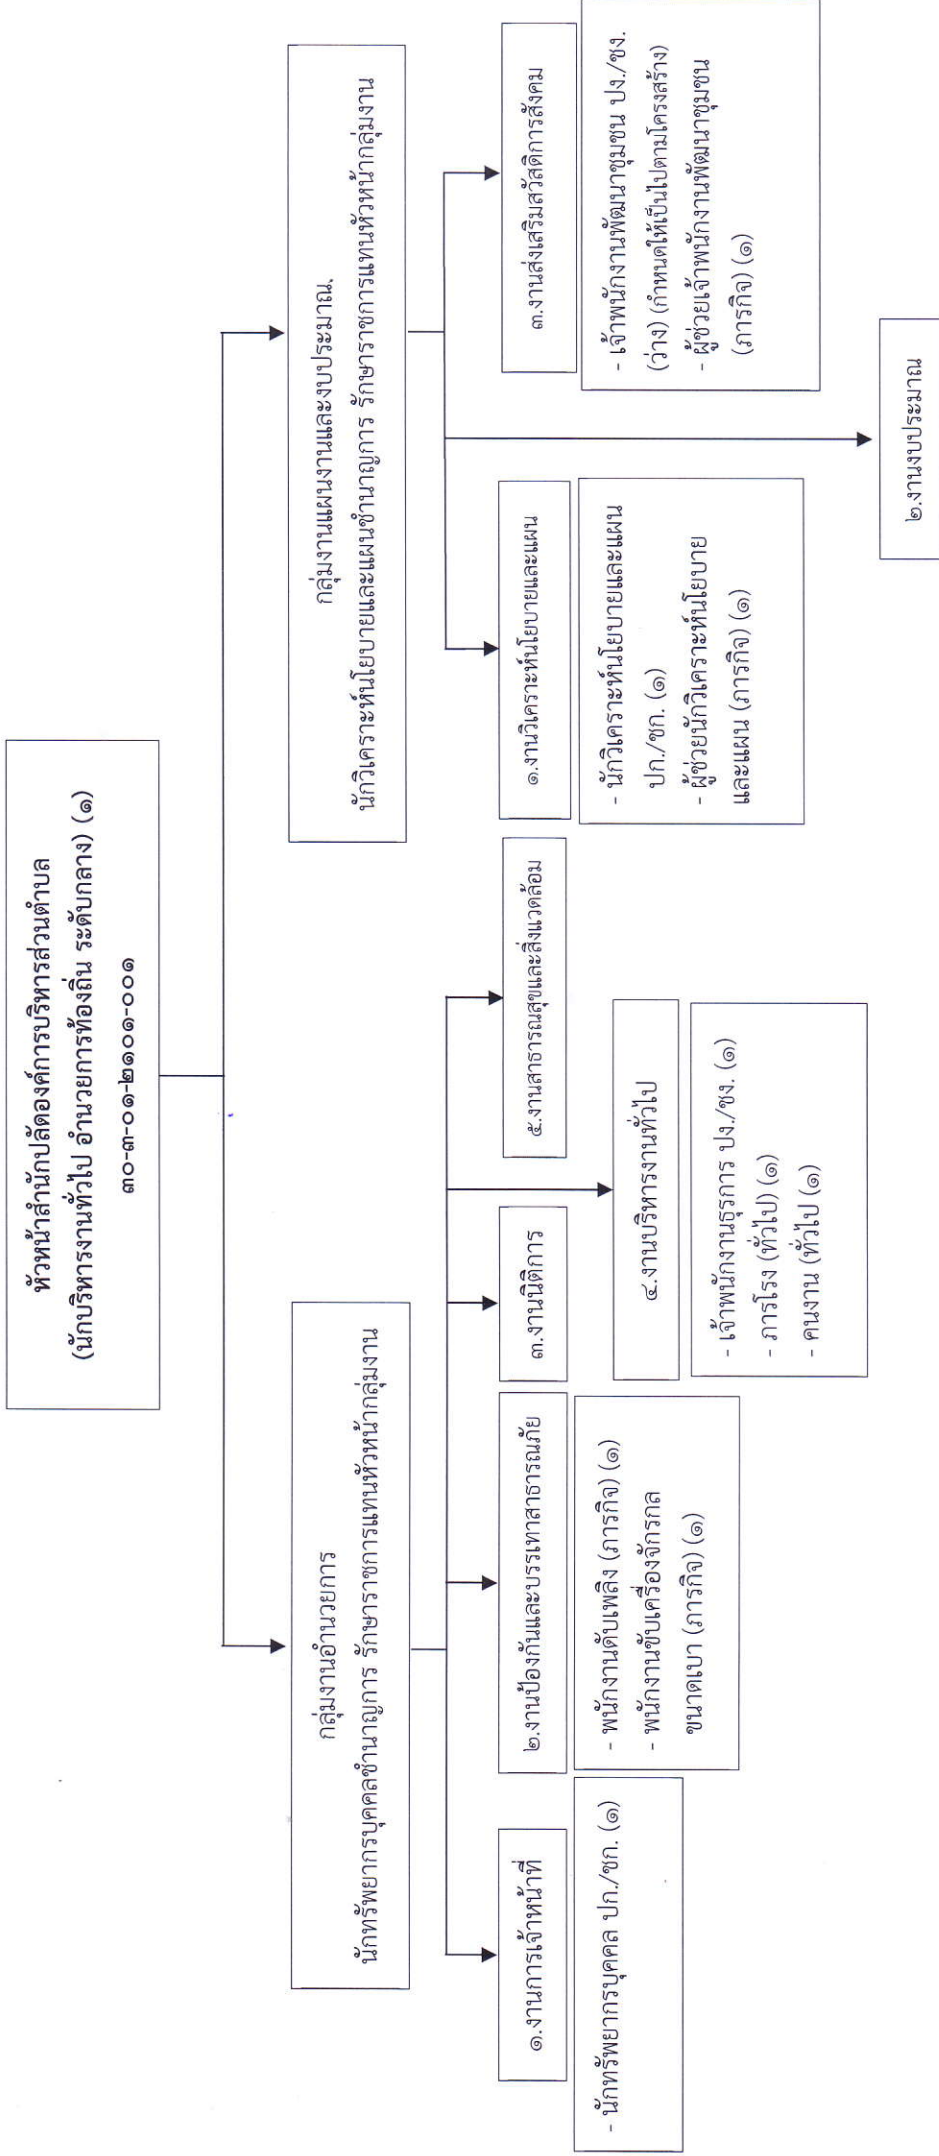 หัวหน้าสำนักปลัดองค์การบริหารส่วนตำบล
(นักบริหารงานทั่วไป อำนวยการท้องถิ่น ระดับกลาง) (๑)
๓๐-๓-๐๑-๒๑๐๑-๐๐๑
กลุ่มงานอำนวยการ
นักทรัพยากรบุคคลชำนาญการ รักษาราชการแทนหัวหน้ากลุ่มงาน
กลุ่มงานแผนงานและงบประมาณ.
นักวิเคราะห์นโยบายและแผนชำนาญการ รักษาราชการแทนหัวหน้ากลุ่มงาน
๑.งานการเจ้าหน้าที่
- นักทรัพยากรบุคคล ปก./ชก. (๑)
๒.งานป้องกันและบรรเทาสาธารณภัย
- พนักงานดับเพลิง (ภารกิจ) (๑)
- พนักงานขับเครื่องจักรกล
ขนาดเบา (ภารกิจ) (๑)
๓.งานนิติการ
๔.งานบริหารงานทั่วไป
- เจ้าพนักงานธุรการ ปง./ชง. (๑)
- ภารโรง (ทั่วไป) (๑)
- คนงาน (ทั่วไป (๑)
๕.งานสาธารณสุขและสิ่งแวดล้อม
๑.งานวิเคราะห์นโยบายและแผน
- นักวิเคราะห์นโยบายและแผน
ปก./ชก. (๑)
- ผู้ช่วยนักวิเคราะห์นโยบาย
และแผน (ภารกิจ) (๑)
๒.งานงบประมาณ
๓.งานส่งเสริมสวัสดิการสังคม
- เจ้าพนักงานพัฒนาชุมชน ปง./ชง.
(ว่าง) (กำหนดให้เป็นไปตามโครงสร้าง)
- ผู้ช่วยเจ้าพนักงานพัฒนาชุมชน
(ภารกิจ) (๑)